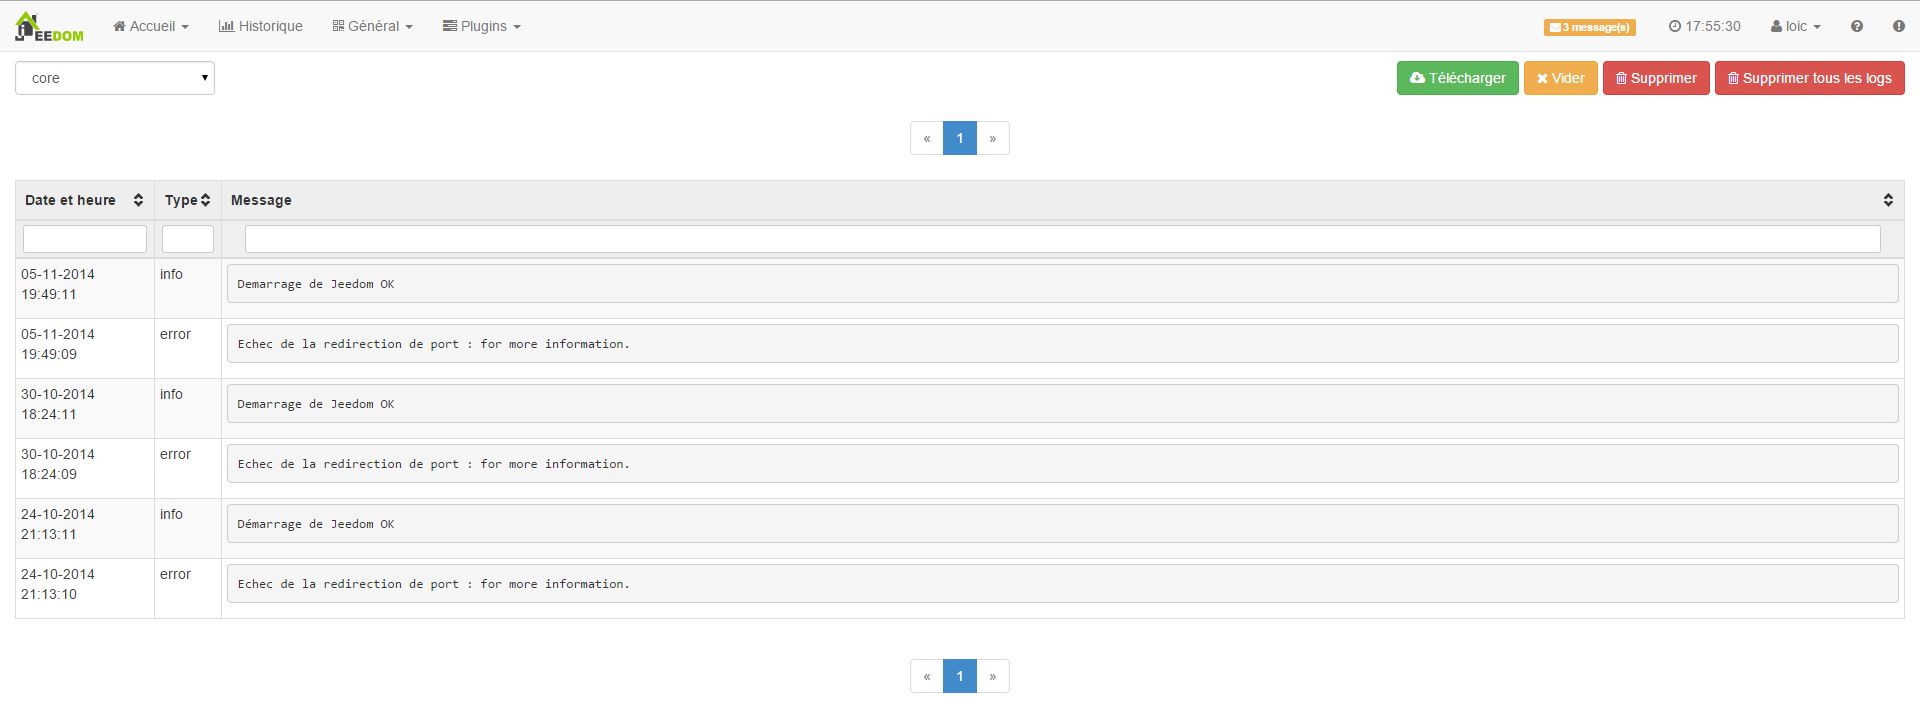 JEEDOM Accueil Historique Général Plugins 3 message(s) 17:55:30 loic
core Télécharger Vider Supprimer Supprimer tous les logs
« 1 »
Date et heure Type Message
05-11-2014 info Demarrage de Jeedom OK
19:49:11
05-11-2014 error Echec de la redirection de port : for more information.
19:49:09
30-10-2014 info Demarrage de Jeedom OK
18:24:11
30-10-2014 error Echec de la redirection de port : for more information.
18:24:09
24-10-2014 info Démarrage de Jeedom OK
21:13:11
24-10-2014 error Echec de la redirection de port : for more information.
21:13:10
« 1 »